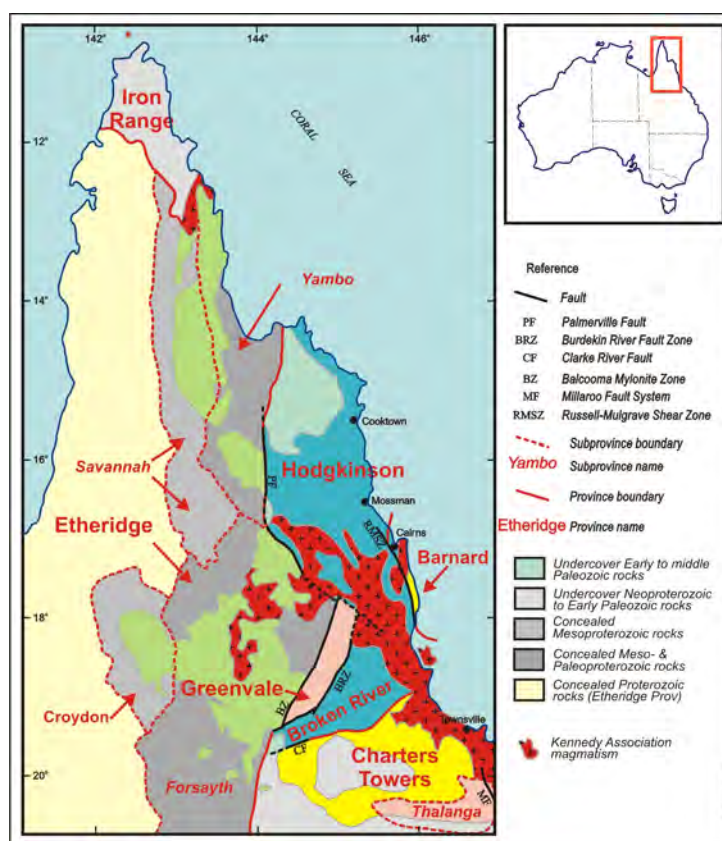 142°
144°
146°
12°
14°
16°
18°
20°
Iron
Range
CORAL
SEA
Yambo
Cooktown
Savannah
Hodgkinson
PF
Mossman
Etheridge
RMSZ
Cairns
Barnard
Greenvale
BZ
BRZ
Broken River
Croydon
CF
Townsville
Charters
Towers
Forsayth
Thalanga
MF
Reference
Fault
PF Palmerville Fault
BRZ Burdekin River Fault Zone
CF Clarke River Fault
BZ Balcooma Mylonite Zone
MF Millaroo Fault System
RMSZ Russell-Mulgrave Shear Zone
Subprovince boundary
Yambo Subprovince name
Province boundary
Etheridge Province name
Undercover Early to middle
Paleozoic rocks
Undercover Neoproterozoic
to Early Paleozoic rocks
Concealed
Mesoproterozoic rocks
Concealed Meso- &
Paleoproterozoic rocks
Concealed Proterozoic
rocks (Etheridge Prov)
Kennedy Association
magmatism